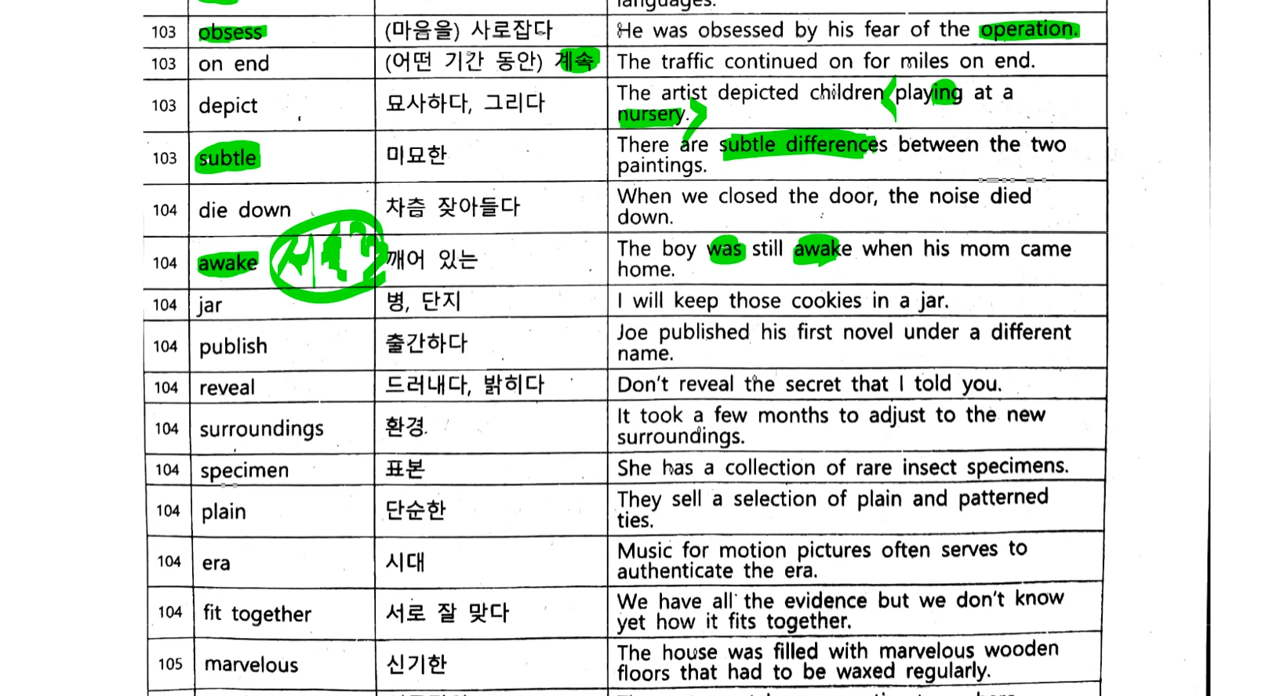 languages.
103 obsess (마음을) 사로잡다 He was obsessed by his fear of the operation.
103 on end (어떤 기간 동안) 계속 The traffic continued on for miles on end.
103 depict 묘사하다, 그리다 The artist depicted children playing at a
nursery.
103 subtle 미묘한 There are subtle differences between the two
paintings.
104 die down 차츰 잦아들다 When we closed the door, the noise died
down.
104 awake 깨어 있는 The boy was still awake when his mom came
home.
104 jar 병, 단지 I will keep those cookies in a jar.
104 publish 출간하다 Joe published his first novel under a different
name.
104 reveal 드러내다, 밝히다 Don't reveal the secret that I told you.
104 surroundings 환경 It took a few months to adjust to the new
surroundings.
104 specimen 표본 She has a collection of rare insect specimens.
104 plain 단순한 They sell a selection of plain and patterned
ties.
104 era 시대 Music for motion pictures often serves to
authenticate the era.
104 fit together 서로 잘 맞다 We have all the evidence but we don't know
yet how it fits together.
105 marvelous 신기한 The house was filled with marvelous wooden
floors that had to be waxed regularly.